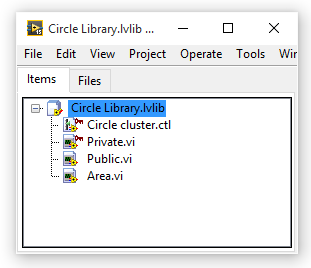 Circle Library.lvlib
File Edit View Project Operate Tools
Items Files
Circle Library.lvlib
Circle cluster.ctl
Private.vi
Public.vi
Area.vi